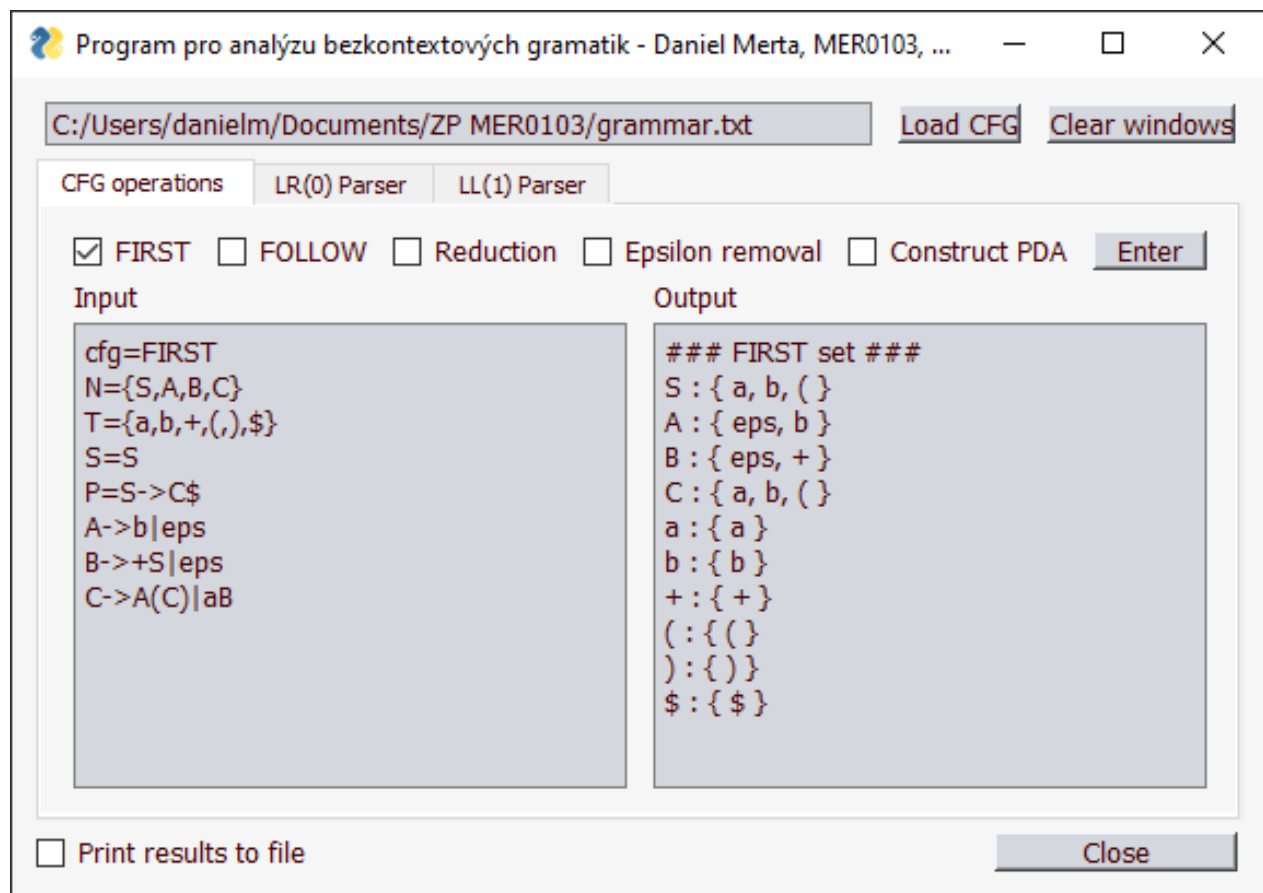 Program pro analýzu bezkontextových gramatik - Daniel Merta, MER0103, ...
C:/Users/danielm/Documents/ZP MER0103/grammar.txt Load CFG Clear windows
CFG operations LR(0) Parser LL(1) Parser
FIRST FOLLOW Reduction Epsilon removal Construct PDA Enter
Input
cfg=FIRST
N={S,A,B,C}
T={a,b,+,(,),$}
S=S
P=S->C$
A->b|eps
B->+S|eps
C->A(C)|aB
Output
### FIRST set ###
S : { a, b, ( }
A : { eps, b }
B : { eps, + }
C : { a, b, ( }
a : { a }
b : { b }
+ : { + }
( : { ( }
) : { ) }
$ : { $ }
Print results to file Close